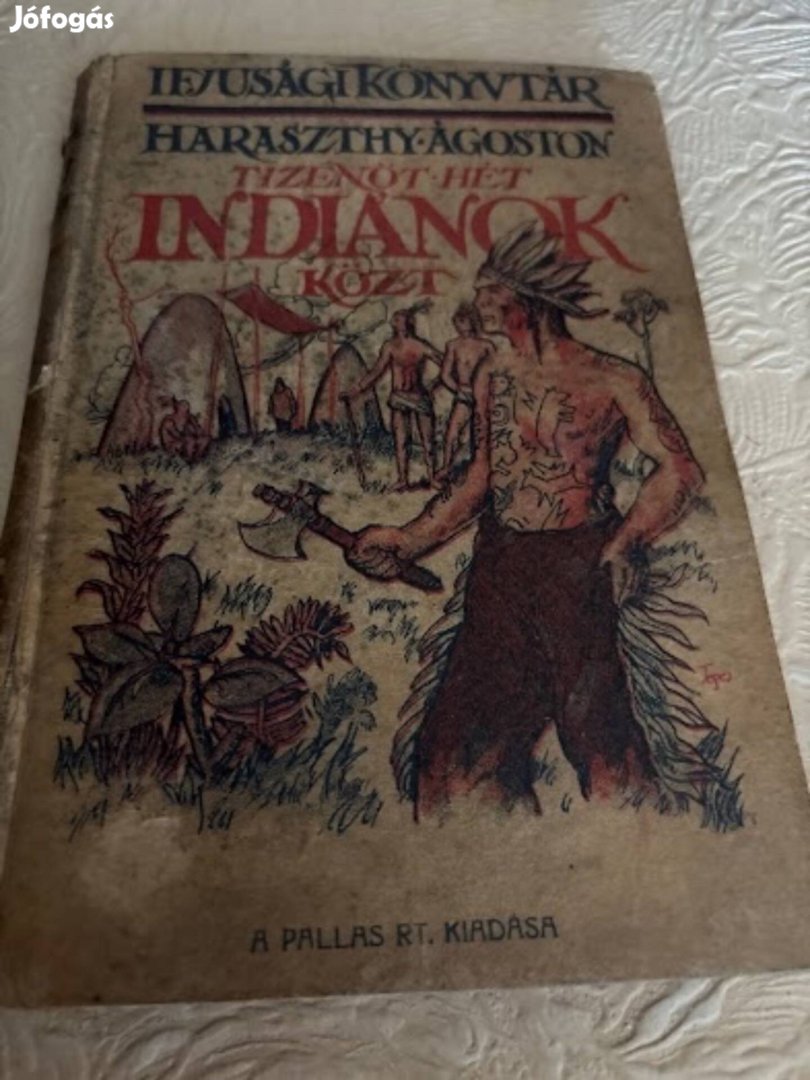 Jófogás
IFJUSÁGI KÖNYVTÁR
HARASZTHY·ÁGOSTON
TIZENÖT·HÉT
INDIÁNOK
KÖZT
A PALLAS RT. KIADÁSA